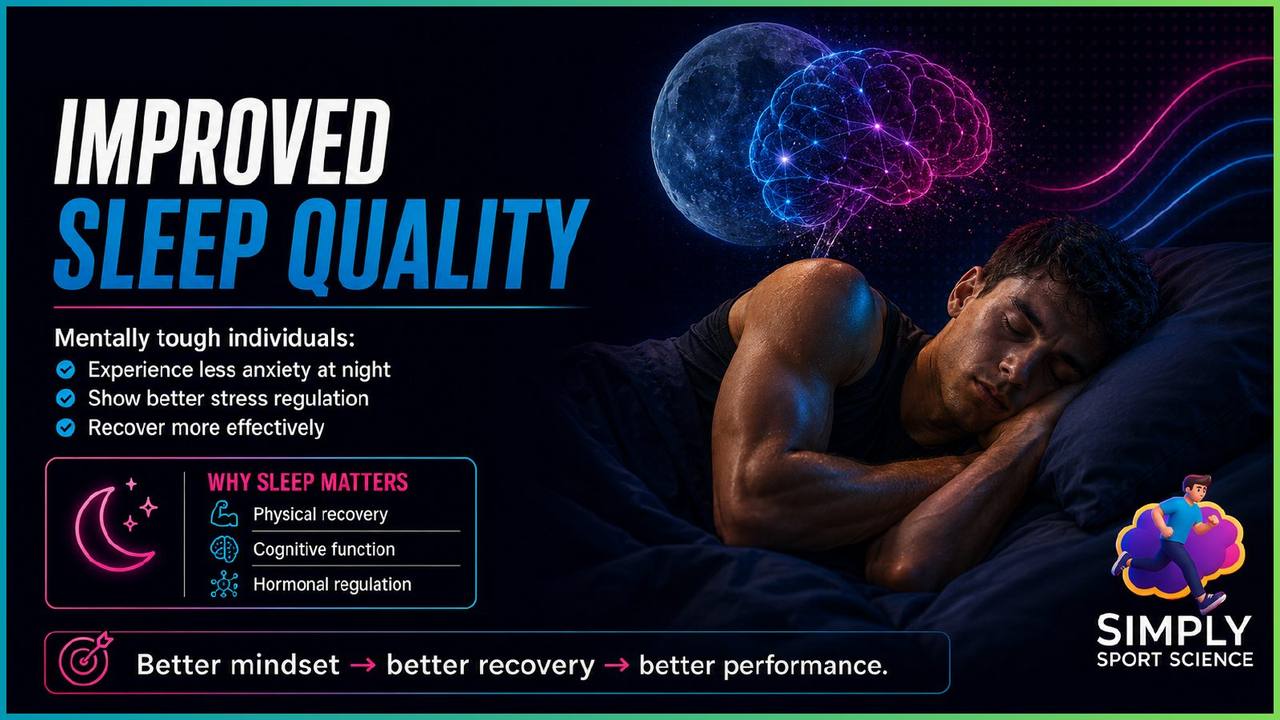 IMPROVED
SLEEP QUALITY
Mentally tough individuals:
Experience less anxiety at night
Show better stress regulation
Recover more effectively
WHY SLEEP MATTERS
Physical recovery
Cognitive function
Hormonal regulation
Better mindset → better recovery → better performance.
SIMPLY
SPORT SCIENCE